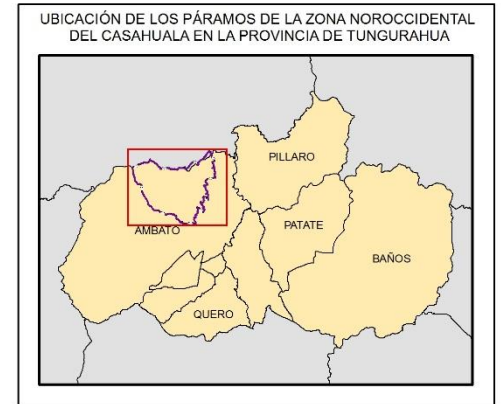 UBICACIÓN DE LOS PÁRAMOS DE LA ZONA NOROCCIDENTAL
DEL CASAHUALA EN LA PROVINCIA DE TUNGURAHUA
PILLARO
AMBATO
PATATE
BAÑOS
QUERO